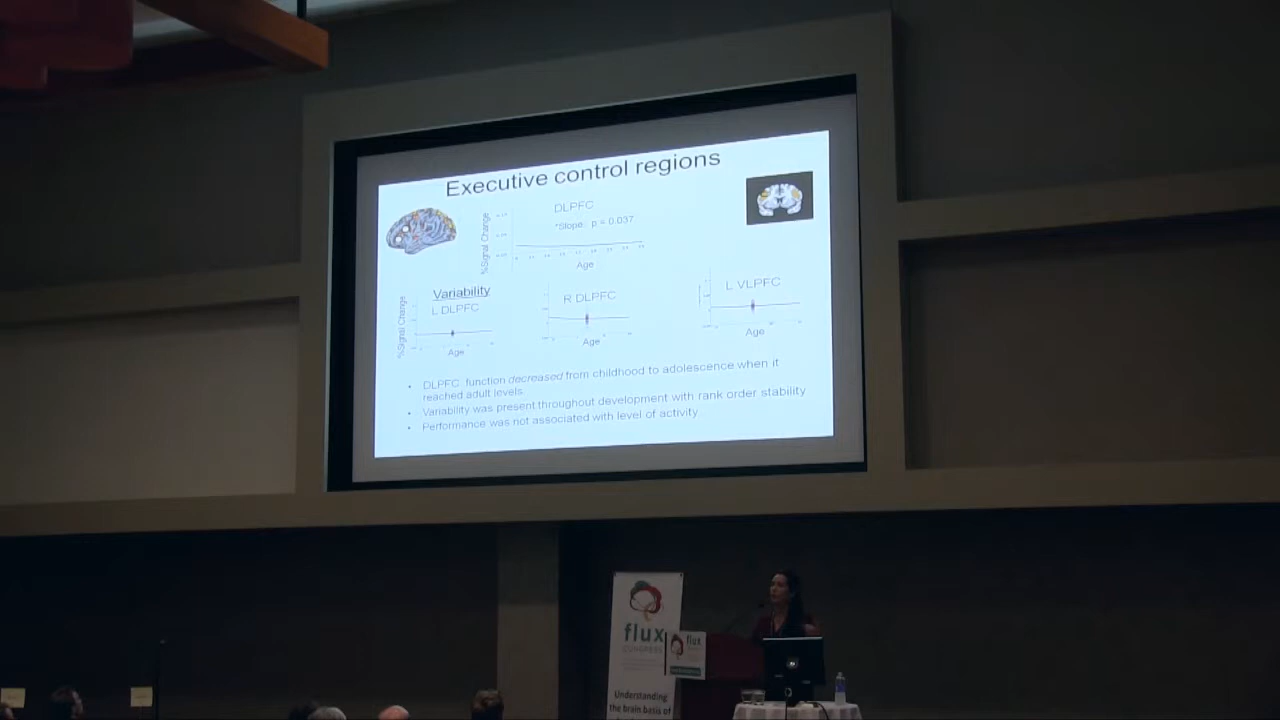 Executive control regions
DLPFC
*Slope: p = 0.037
%Signal Change
Age
Variability
L DLPFC
%Signal Change
Age
R DLPFC
Age
L VLPFC
Age
• DLPFC function decreased from childhood to adolescence when it
reached adult levels
• Variability was present throughout development with rank order stability
• Performance was not associated with level of activity
flux
CONGRESS
flux
Understanding
the brain basis of